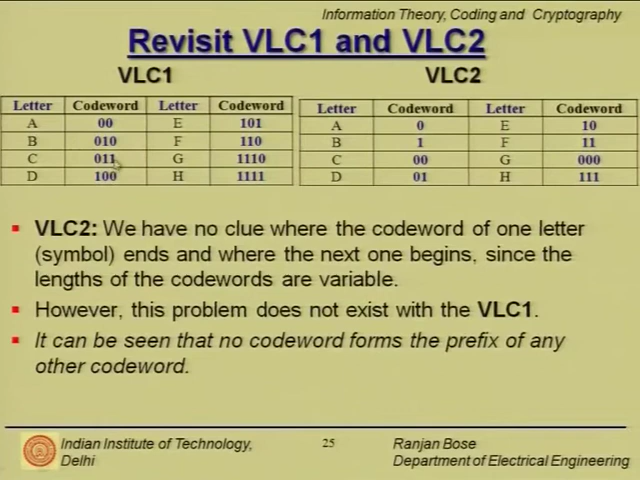 Information Theory, Coding and Cryptography
Revisit VLC1 and VLC2
VLC1 VLC2
Letter Codeword Letter Codeword
A 00 E 101
B 010 F 110
C 011 G 1110
D 100 H 1111
Letter Codeword Letter Codeword
A 0 E 10
B 1 F 11
C 00 G 000
D 01 H 111
VLC2: We have no clue where the codeword of one letter
(symbol) ends and where the next one begins, since the
lengths of the codewords are variable.
However, this problem does not exist with the VLC1.
It can be seen that no codeword forms the prefix of any
other codeword.
Indian Institute of Technology,
Delhi
25
Ranjan Bose
Department of Electrical Engineering